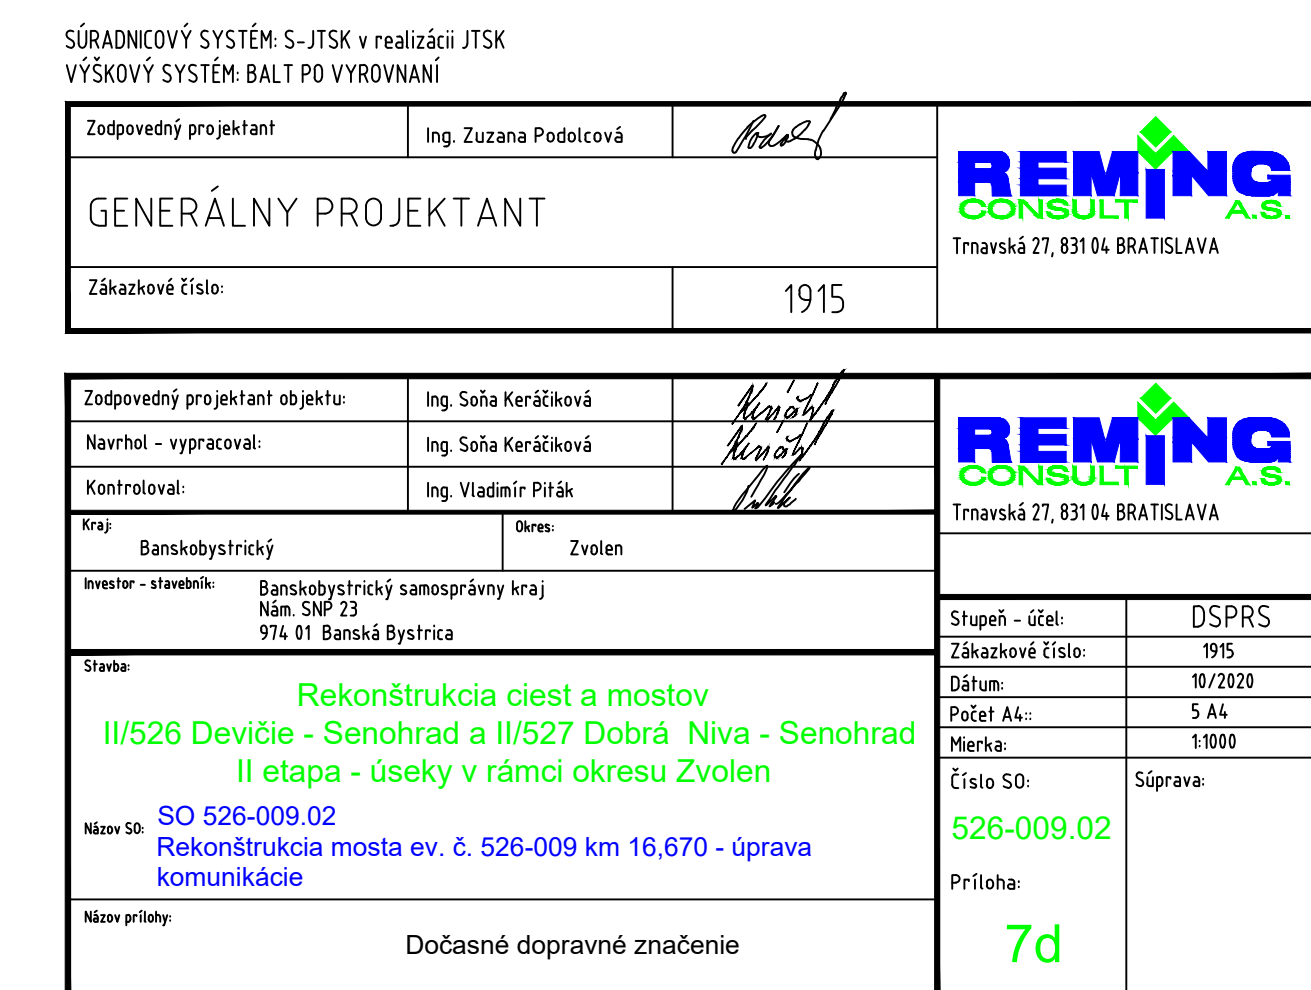 SÚRADNICOVÝ SYSTÉM: S-JTSK v realizácii JTSK
VÝŠKOVÝ SYSTÉM: BALT PO VYROVNANÍ
Zodpovedný projektant
Ing. Zuzana Podolcová
GENERÁLNY PROJEKTANT
REMING
CONSULT A.S.
Trnavská 27, 831 04 BRATISLAVA
Zákazkové číslo:
1915
Zodpovedný projektant objektu:
Ing. Soňa Keráčiková
Navrhol - vypracoval:
Ing. Soňa Keráčiková
Kontroloval:
Ing. Vladimír Piták
REMING
CONSULT A.S.
Trnavská 27, 831 04 BRATISLAVA
Kraj:
Banskobystrický
Okres:
Zvolen
Investor - stavebník:
Banskobystrický samosprávny kraj
Nám. SNP 23
974 01 Banská Bystrica
Stupeň - účel:
DSPRS
Zákazkové číslo:
1915
Dátum:
10/2020
Počet A4::
5 A4
Mierka:
1:1000
Stavba:
Rekonštrukcia ciest a mostov
II/526 Devičie - Senohrad a II/527 Dobrá Niva - Senohrad
II etapa - úseky v rámci okresu Zvolen
Názov SO:
SO 526-009.02
Rekonštrukcia mosta ev. č. 526-009 km 16,670 - úprava
komunikácie
Číslo SO:
526-009.02
Súprava:
Príloha:
7d
Názov prílohy:
Dočasné dopravné značenie